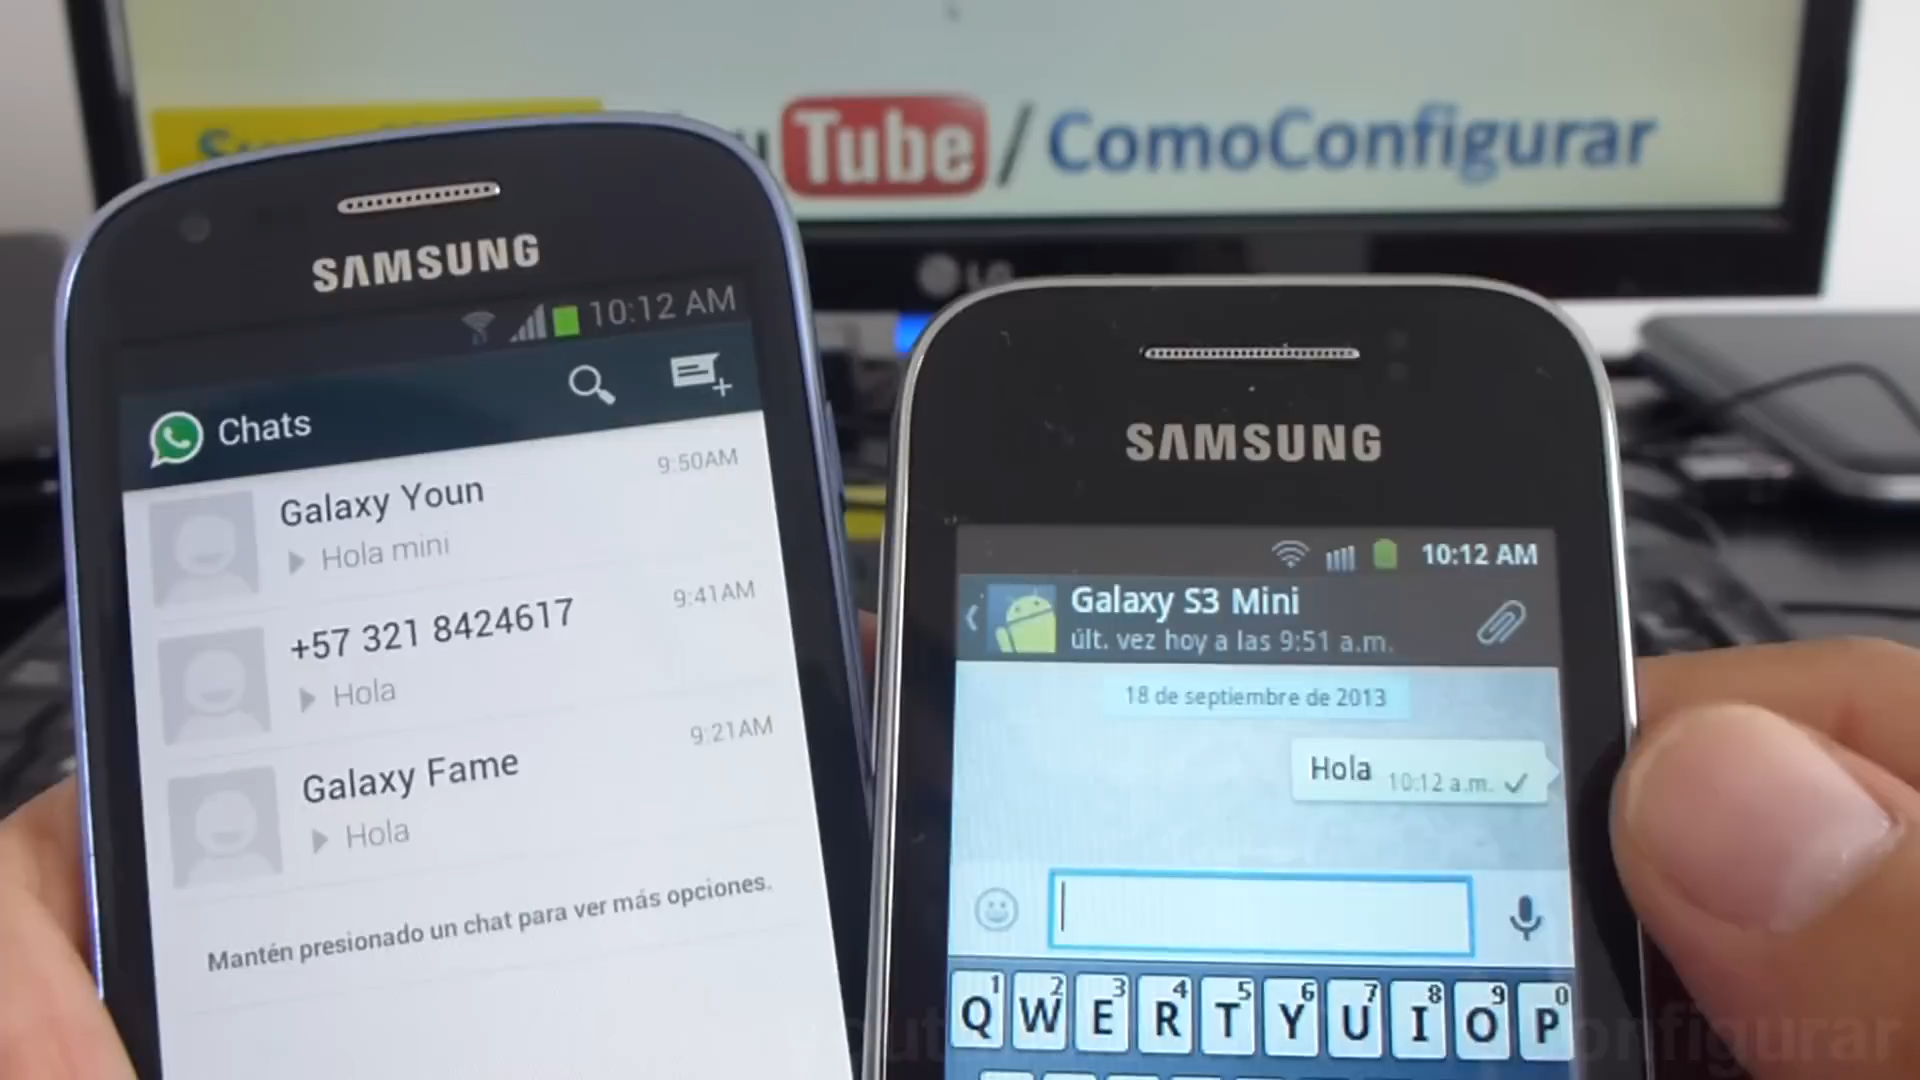 Tube/ComoConfigurar
LG
SAMSUNG
10:12 AM
Chats
Galaxy Youn
9:50AM
Hola mini
+57 321 8424617
9:41AM
Hola
Galaxy Fame
9:21AM
Hola
Mantén presionado un chat para ver más opciones.
SAMSUNG
10:12 AM
Galaxy S3 Mini
últ. vez hoy a las 9:51 a.m.
18 de septiembre de 2013
Hola 10:12 a.m.
1 2 3 4 5 6 7 8 9 0
Q W E R T Y U I O P